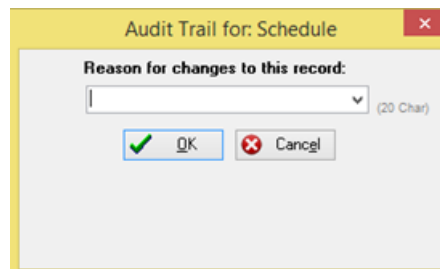 Audit Trail for: Schedule
Reason for changes to this record:
(20 Char)
OK
Cancel